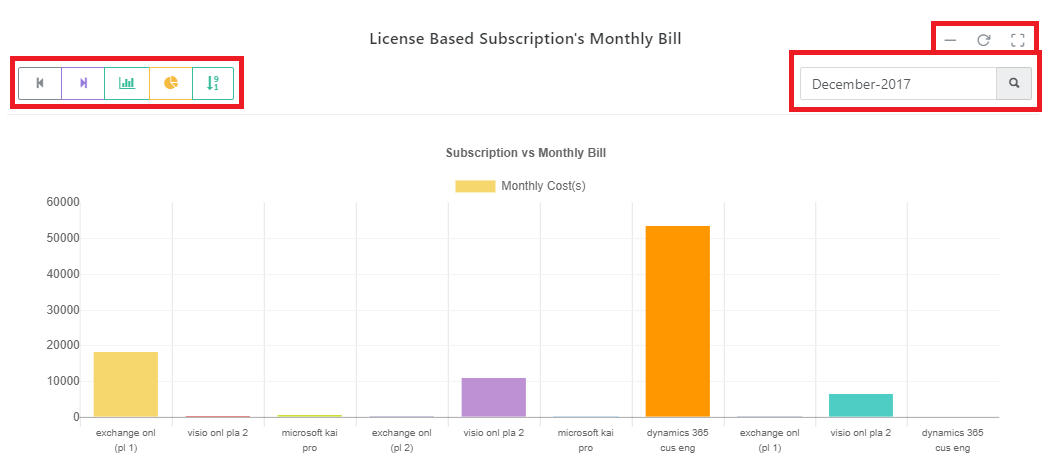 License Based Subscription's Monthly Bill
9
1
December-2017
Subscription vs Monthly Bill
Monthly Cost(s)
60000
50000
40000
30000
20000
10000
0
exchange onl
(pl 1)
visio onl pla 2
microsoft kai
pro
exchange onl
(pl 2)
visio onl pla 2
microsoft kai
pro
dynamics 365
cus eng
exchange onl
(pl 1)
visio onl pla 2
dynamics 365
cus eng